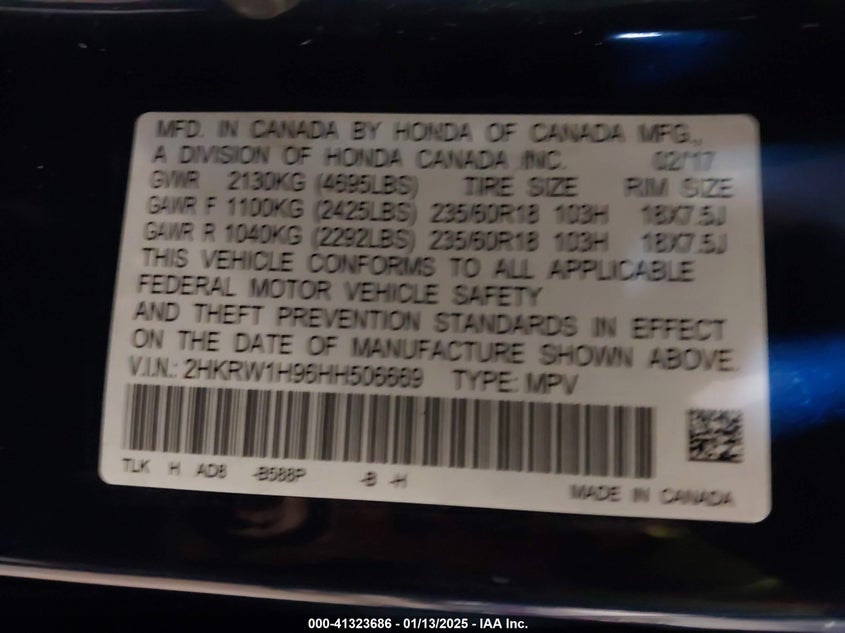 MFD. IN CANADA BY HONDA OF CANADA MFG.,
A DIVISION OF HONDA CANADA INC. 02/17
GVWR 2130KG (4695LBS) TIRE SIZE RIM SIZE
GAWR F 1100KG (2425LBS) 235/60R18 103H 18X7.5J
GAWR R 1040KG (2292LBS) 235/60R18 103H 18X7.5J
THIS VEHICLE CONFORMS TO ALL APPLICABLE
FEDERAL MOTOR VEHICLE SAFETY
AND THEFT PREVENTION STANDARDS IN EFFECT
ON THE DATE OF MANUFACTURE SHOWN ABOVE.
V.I.N.: 2HKRW1H96HH506669 TYPE: MPV
TLK H AD8 -B588P -B -H
MADE IN CANADA
000-41323686 - 01/13/2025 - IAA Inc.